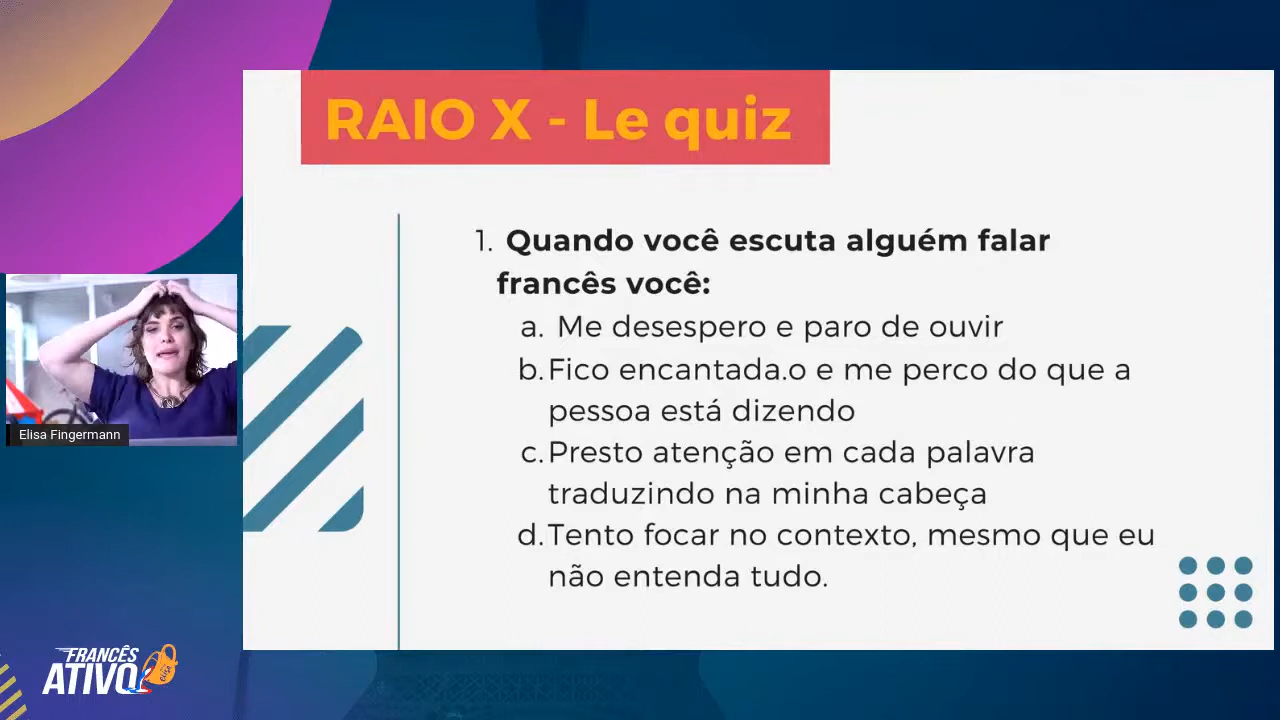 RAIO X - Le quiz
1. Quando você escuta alguém falar
francês você:
a. Me desespero e paro de ouvir
b. Fico encantada.o e me perco do que a
pessoa está dizendo
c. Presto atenção em cada palavra
traduzindo na minha cabeça
d. Tento focar no contexto, mesmo que eu
não entenda tudo.
Elisa Fingermann
FRANCÊS
ATIVO